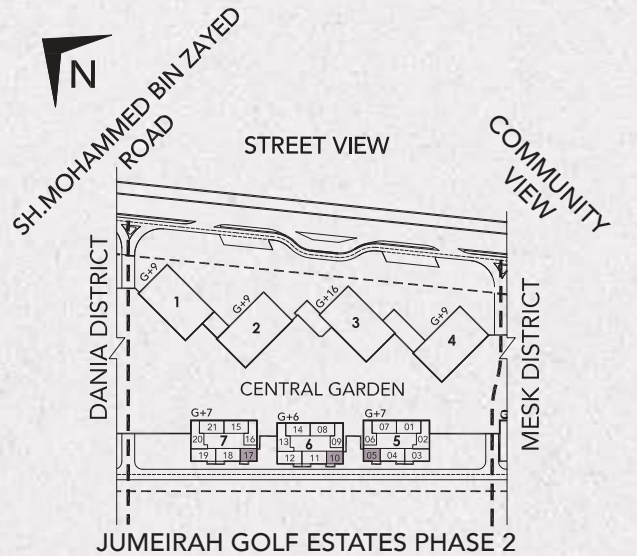 N
SH.MOHAMMED BIN ZAYED
ROAD
STREET VIEW
COMMUNITY
VIEW
DANIA DISTRICT
MESK DISTRICT
G+9
1
G+9
2
G+16
3
G+9
4
CENTRAL GARDEN
G+7
21 15
20 7 16
19 18 17
G+6
14 08
13 6 09
12 11 10
G+7
07 01
06 5 02
05 04 03
G
JUMEIRAH GOLF ESTATES PHASE 2